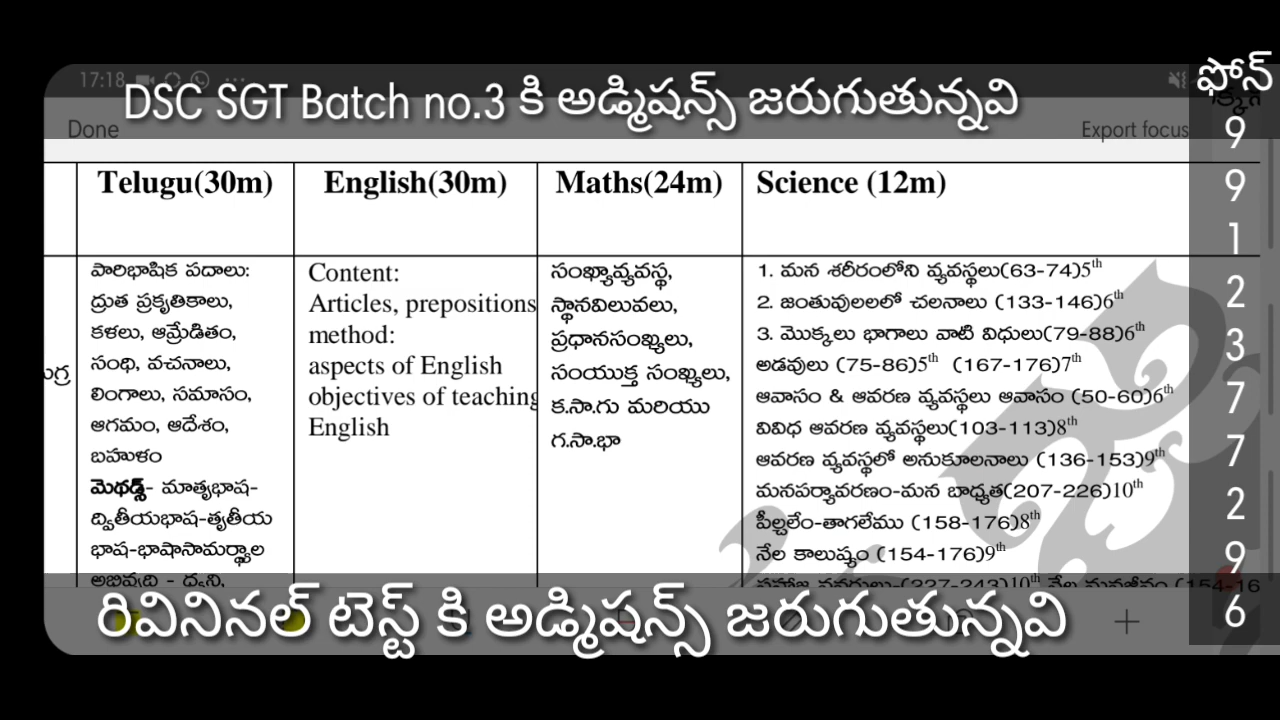 17:18
DSC SGT Batch no.3 కి అడ్మిషన్స్ జరుగుతున్నవి
Done
Export focus
ఫోన్
9
9
1
2
3
7
7
2
9
6
Telugu(30m)
English(30m)
Maths(24m)
Science (12m)
పారిభాషిక పదాలు:
ద్రుత ప్రకృతికాలు,
కళలు, ఆమ్రేడితం,
సంధి, వచనాలు,
లింగాలు, సమాసం,
ఆగమం, ఆదేశం,
బహుళం
మెథడ్స్- మాతృభాష-
ద్వితీయభాష-తృతీయ
భాష-భాషాసామర్థ్యాల
Content:
Articles, prepositions
method:
aspects of English
objectives of teaching
English
సంఖ్యావ్యవస్థ,
స్థానవిలువలు,
ప్రధానసంఖ్యలు,
సంయుక్త సంఖ్యలు,
క.సా.గు మరియు
గ.సా.భా
1. మన శరీరంలోని వ్యవస్థలు(63-74)5th
2. జంతువులలలో చలనాలు (133-146)6th
3. మొక్కలు భాగాలు వాటి విధులు(79-88)6th
అడవులు (75-86)5th (167-176)7th
ఆవాసం & ఆవరణ వ్యవస్థలు ఆవాసం (50-60)6th
వివిధ ఆవరణ వ్యవస్థలు(103-113)8th
ఆవరణ వ్యవస్థలో అనుకూలనాలు (136-153)9th
మనపర్యావరణం-మన బాధ్యత(207-226)10th
పీల్చలేం-తాగలేము (158-176)8th
నేల కాలుష్యం (154-176)9th
రివినినల్ టెస్ట్ కి అడ్మిషన్స్ జరుగుతున్నవి